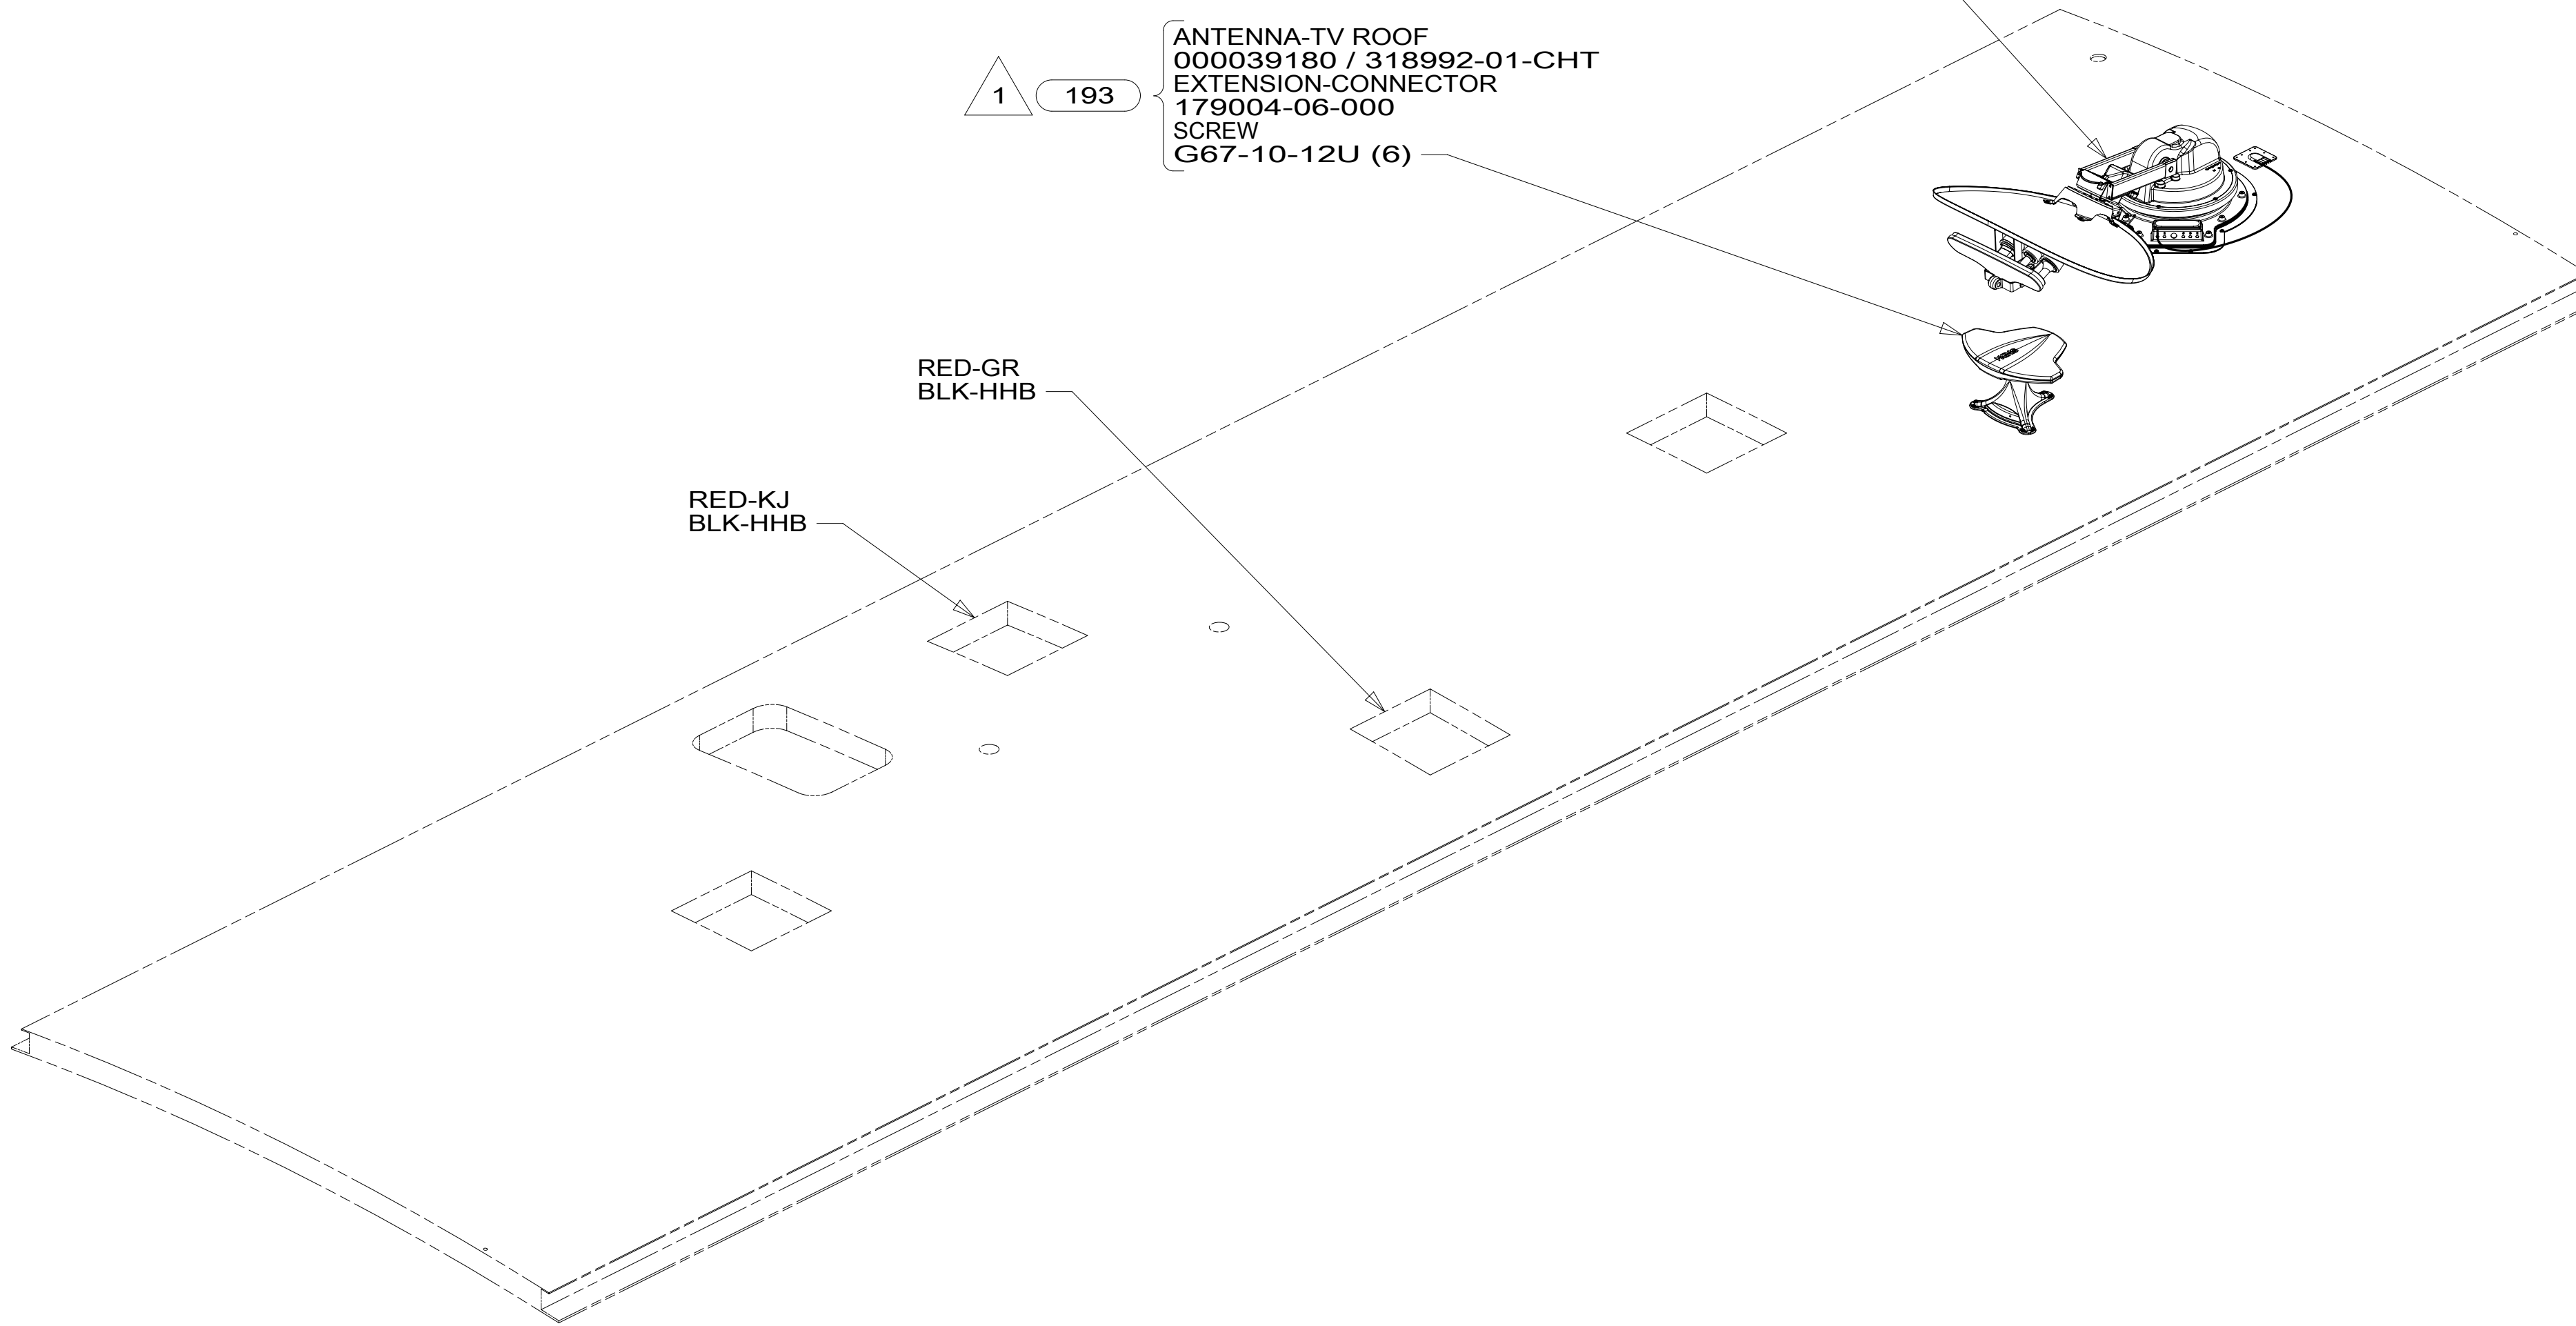 ANTENNA-TV ROOF
000039180 / 318992-01-CHT
EXTENSION-CONNECTOR
179004-06-000
SCREW
G67-10-12U (6)
1
193
RED-GR
BLK-HHB
RED-KJ
BLK-HHB